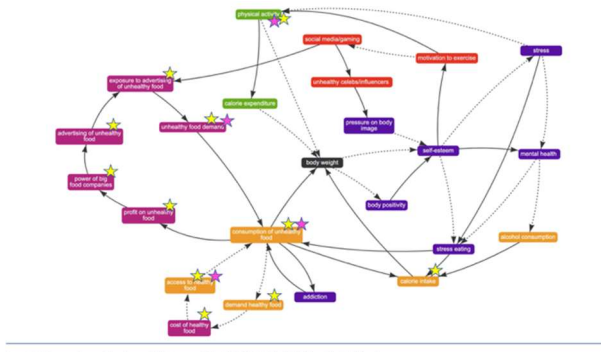 physical activity
social media/gaming
stress
motivation to exercise
exposure to advertising
of unhealthy food
unhealthy celebs/influencers
calorie expenditure
unhealthy food demand
pressure on body
image
advertising of unhealthy
food
self-esteem
mental health
body weight
power of big
food companies
body positivity
profit on unhealthy
food
consumption of unhealthy
food
alcohol consumption
stress eating
access to healthy
food
calorie intake
addiction
demand healthy food
cost of healthy
food